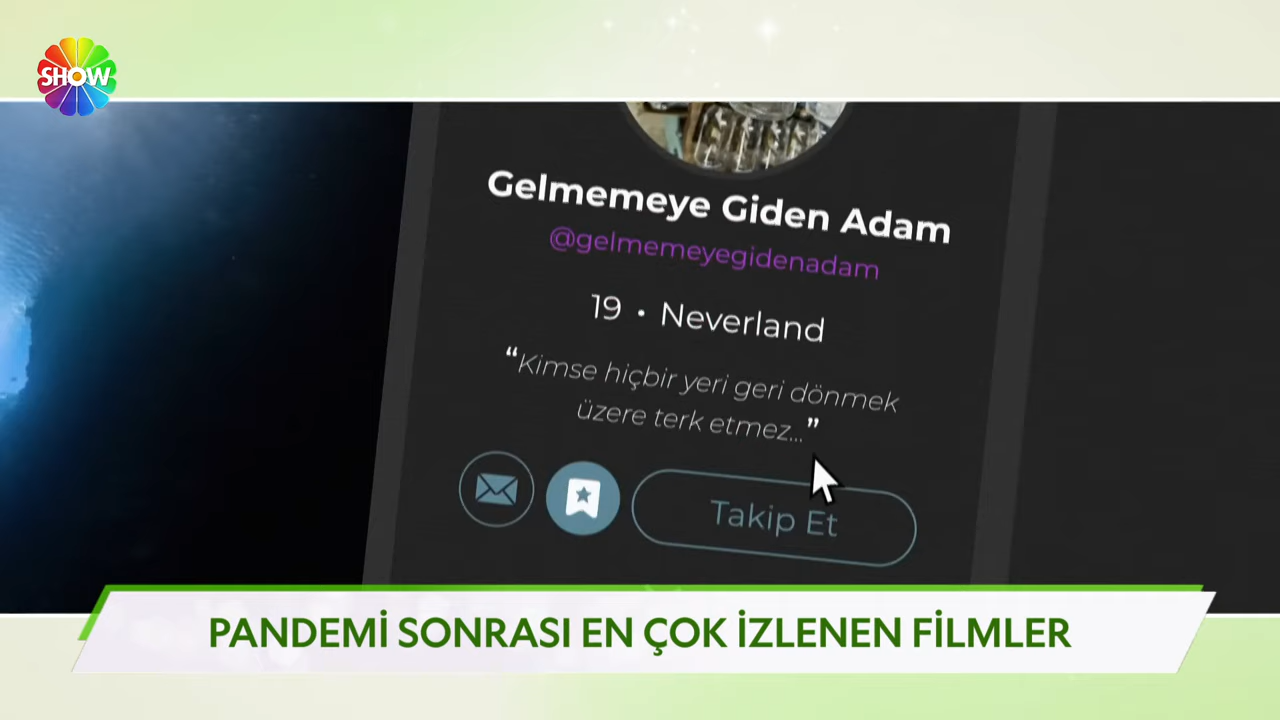 SHOW
Gelmemeye Giden Adam
@gelmemeyegidenadam
19 • Neverland
“Kimse hiçbir yeri geri dönmek
üzere terk etmez...”
Takip Et
PANDEMİ SONRASI EN ÇOK İZLENEN FİLMLER